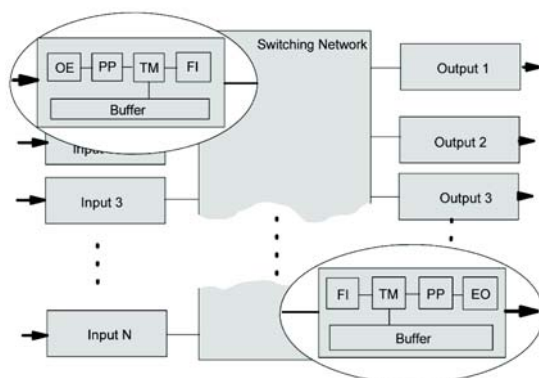 Switching Network
OE PP TM FI
Buffer
Output 1
Output 2
Input 3
Output 3
FI TM PP EO
Buffer
Input N